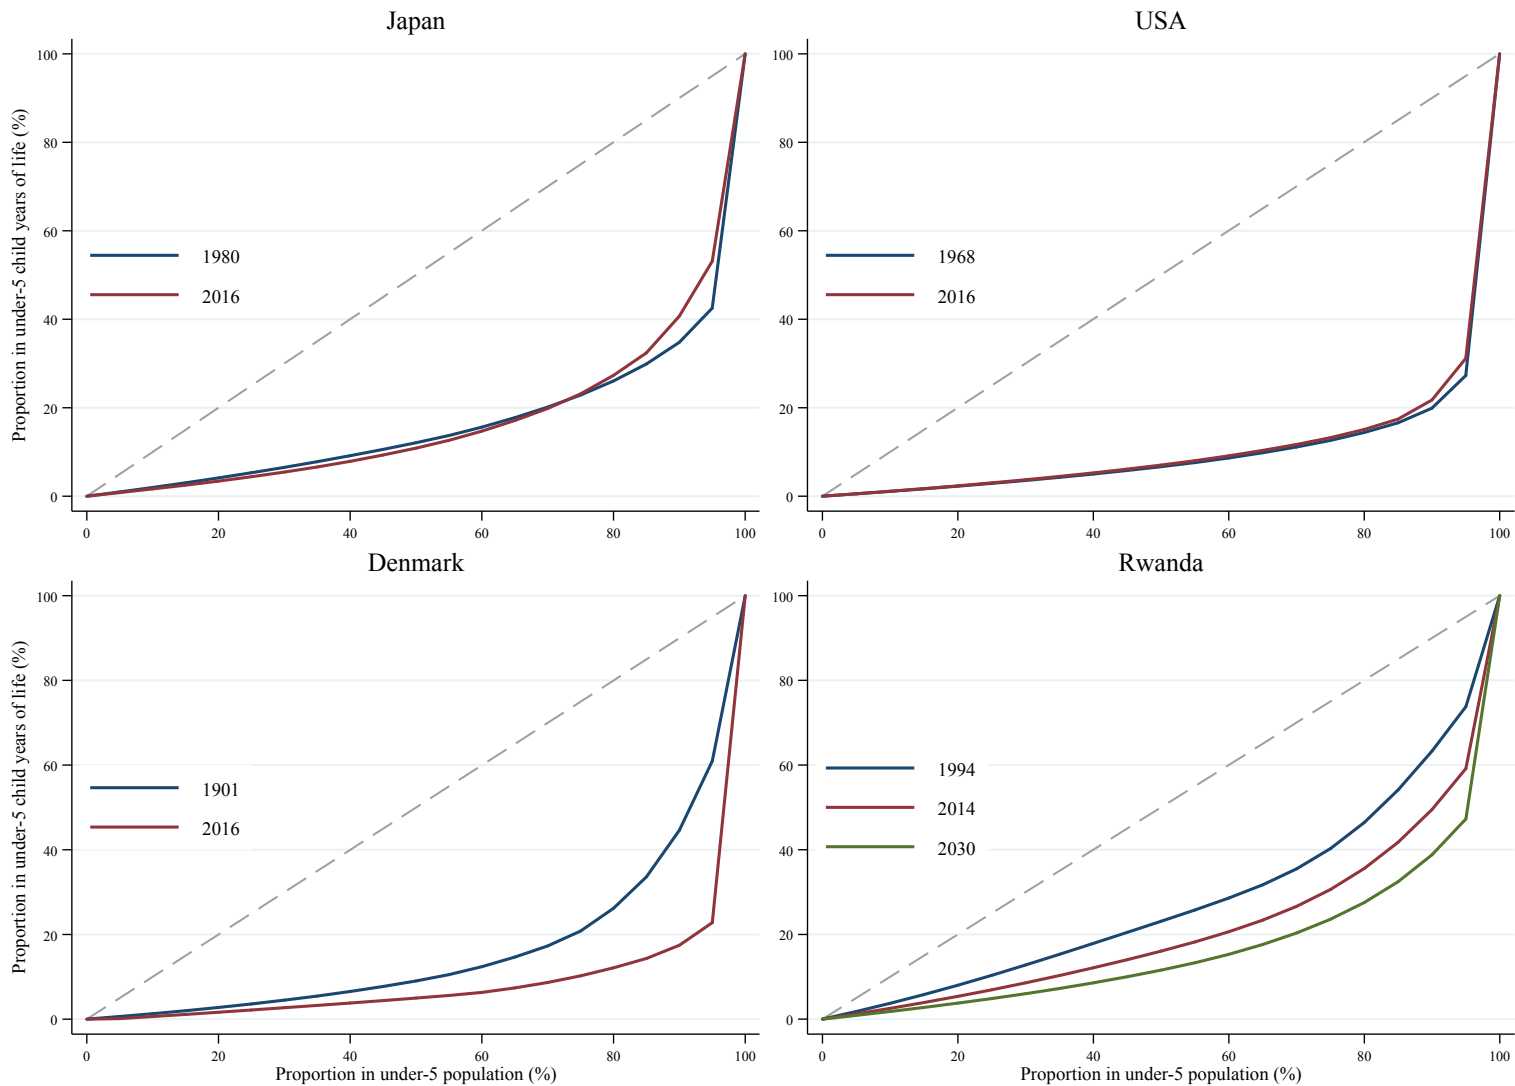 Japan
Proportion in under-5 child years of life (%)
100
80
60
40
20
0
1980
2016
0 20 40 60 80 100
USA
100
80
60
40
20
0
1968
2016
0 20 40 60 80 100
Denmark
Proportion in under-5 child years of life (%)
100
80
60
40
20
0
1901
2016
0 20 40 60 80 100
Proportion in under-5 population (%)
Rwanda
100
80
60
40
20
0
1994
2014
2030
0 20 40 60 80 100
Proportion in under-5 population (%)